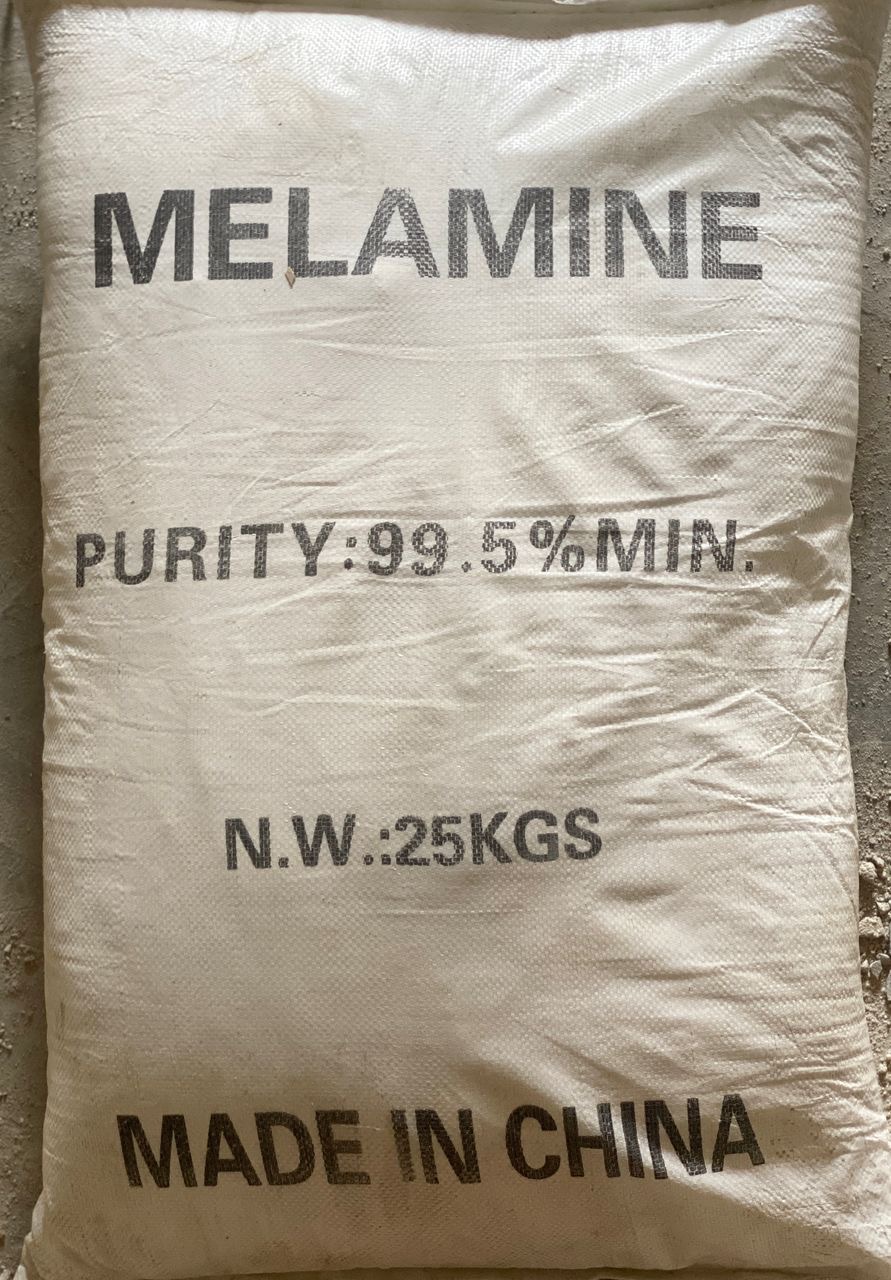 MELAMINE
PURITY:99.5%MIN.
N.W.:25KGS
MADE IN CHINA